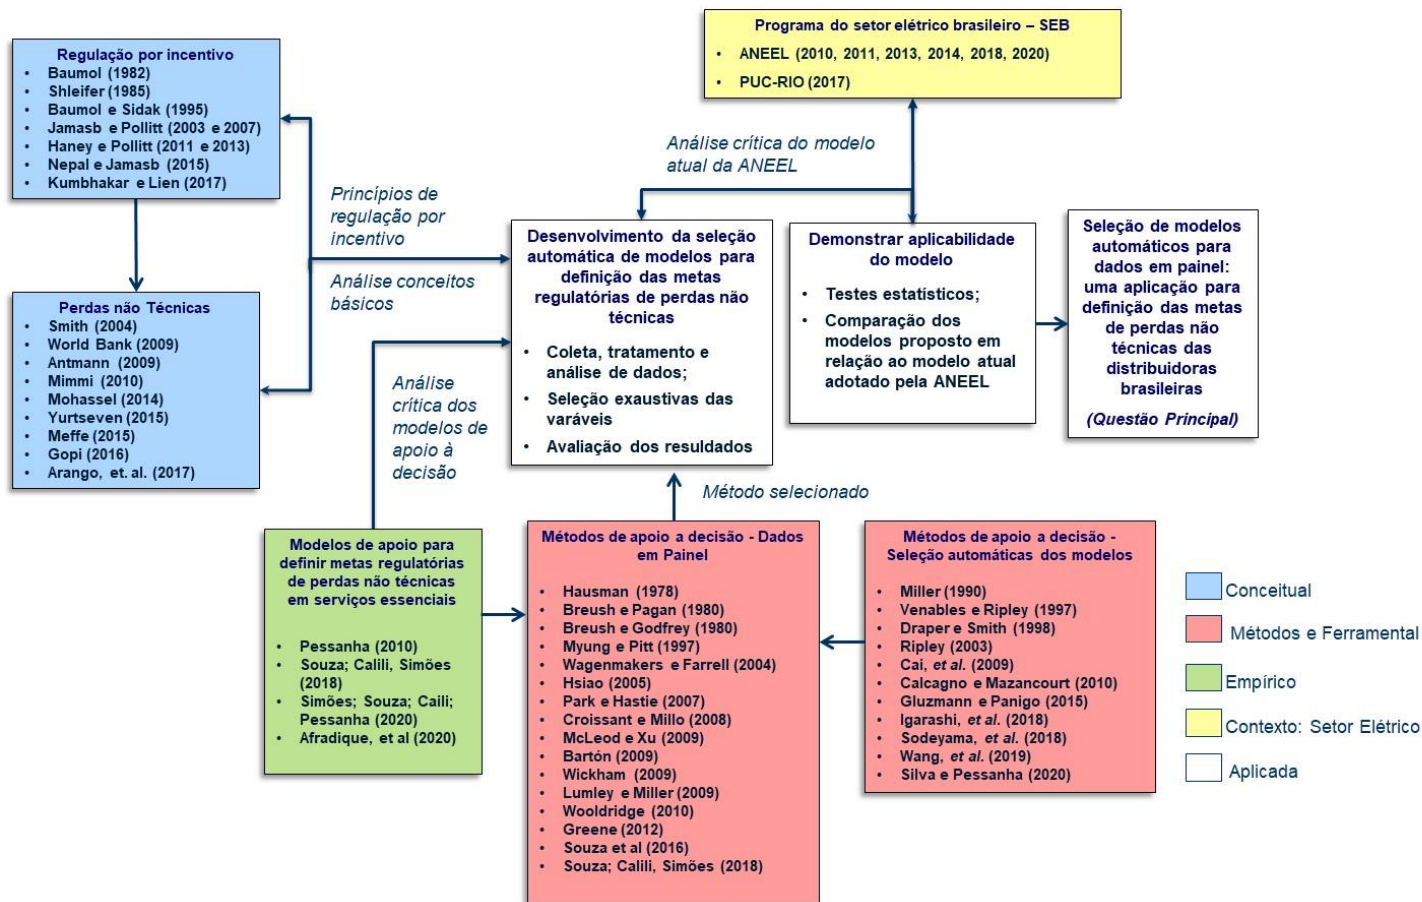 Programa do setor elétrico brasileiro – SEB
• ANEEL (2010, 2011, 2013, 2014, 2018, 2020)
• PUC-RIO (2017)
Regulação por incentivo
• Baumol (1982)
• Shleifer (1985)
• Baumol e Sidak (1995)
• Jamasb e Pollitt (2003 e 2007)
• Haney e Pollitt (2011 e 2013)
• Nepal e Jamasb (2015)
• Kumbhakar e Lien (2017)
Análise crítica do modelo
atual da ANEEL
Princípios de
regulação por
incentivo
Análise conceitos
básicos
Perdas não Técnicas
• Smith (2004)
• World Bank (2009)
• Antmann (2009)
• Mimmi (2010)
• Mohassel (2014)
• Yurtseven (2015)
• Meffe (2015)
• Gopi (2016)
• Arango, et. al. (2017)
Desenvolvimento da seleção
automática de modelos para
definição das metas
regulatórias de perdas não
técnicas
• Coleta, tratamento e
análise de dados;
• Seleção exaustivas das
varáveis
• Avaliação dos resuldados
Demonstrar aplicabilidade
do modelo
• Testes estatísticos;
• Comparação dos
modelos proposto em
relação ao modelo atual
adotado pela ANEEL
Seleção de modelos
automáticos para
dados em painel:
uma aplicação para
definição das metas
de perdas não
técnicas das
distribuidoras
brasileiras
(Questão Principal)
Análise
crítica dos
modelos de
apoio à
decisão
Método selecionado
Modelos de apoio para
definir metas regulatórias
de perdas não técnicas
em serviços essenciais
• Pessanha (2010)
• Souza; Calili, Simões
(2018)
• Simões; Souza; Caili;
Pessanha (2020)
• Afradique, et al (2020)
Métodos de apoio a decisão - Dados
em Painel
• Hausman (1978)
• Breush e Pagan (1980)
• Breush e Godfrey (1980)
• Myung e Pitt (1997)
• Wagenmakers e Farrell (2004)
• Hsiao (2005)
• Park e Hastie (2007)
• Croissant e Millo (2008)
• McLeod e Xu (2009)
• Bartón (2009)
• Wickham (2009)
• Lumley e Miller (2009)
• Wooldridge (2010)
• Greene (2012)
• Souza et al (2016)
• Souza; Calili, Simões (2018)
Métodos de apoio a decisão -
Seleção automáticas dos modelos
• Miller (1990)
• Venables e Ripley (1997)
• Draper e Smith (1998)
• Ripley (2003)
• Cai, et al. (2009)
• Calcagno e Mazancourt (2010)
• Gluzmann e Panigo (2015)
• Igarashi, et al. (2018)
• Sodeyama, et al. (2018)
• Wang, et al. (2019)
• Silva e Pessanha (2020)
Conceitual
Métodos e Ferramental
Empírico
Contexto: Setor Elétrico
Aplicada